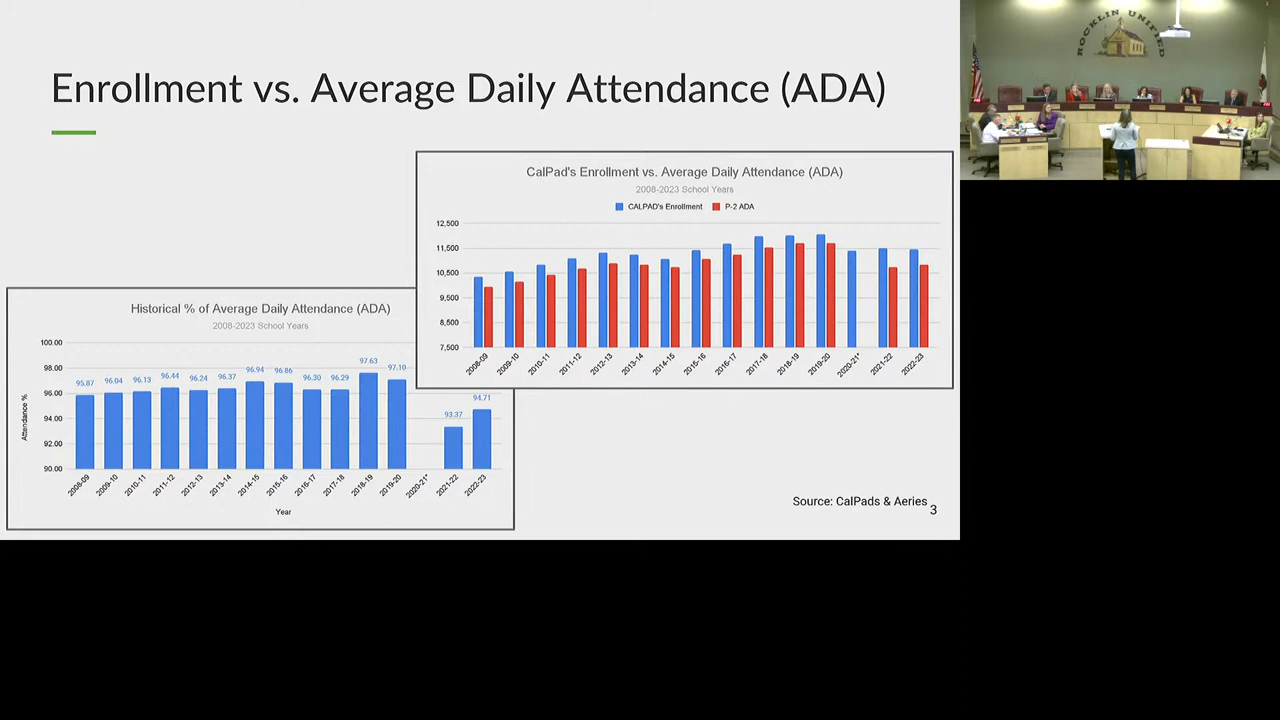 Enrollment vs. Average Daily Attendance (ADA)
ROCKLIN UNIFIED
CalPad's Enrollment vs. Average Daily Attendance (ADA)
2008-2023 School Years
CALPAD's Enrollment P-2 ADA
12,500
11,500
10,500
9,500
8,500
7,500
2008-09 2009-10 2010-11 2011-12 2012-13 2013-14 2014-15 2015-16 2016-17 2017-18 2018-19 2019-20 2020-21* 2021-22 2022-23
Historical % of Average Daily Attendance (ADA)
2008-2023 School Years
Attendance %
100.00
98.00
96.00
94.00
92.00
90.00
95.87 96.04 96.13 96.44 96.24 96.37 96.94 96.86 96.30 96.29 97.63 97.10 93.37 94.71
2008-09 2009-10 2010-11 2011-12 2012-13 2013-14 2014-15 2015-16 2016-17 2017-18 2018-19 2019-20 2020-21* 2021-22 2022-23
Year
Source: CalPads & Aeries
3